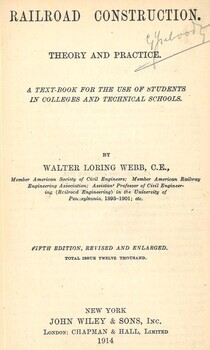 RAILROAD CONSTRUCTION.
THEORY AND PRACTICE.
A TEXT-BOOK FOR THE USE OF STUDENTS
IN COLLEGES AND TECHNICAL SCHOOLS.
BY
WALTER LORING WEBB, C.E.,
Member American Society of Civil Engineers; Member American Railway
Engineering Association; Assistant Professor of Civil Engineer-
ing (Railroad Engineering) in the University of
Pennsylvania, 1893-1901; etc.
FIFTH EDITION, REVISED AND ENLARGED.
TOTAL ISSUE TWELVE THOUSAND.
NEW YORK
JOHN WILEY & SONS, INC.
LONDON: CHAPMAN & HALL, LIMITED
1914